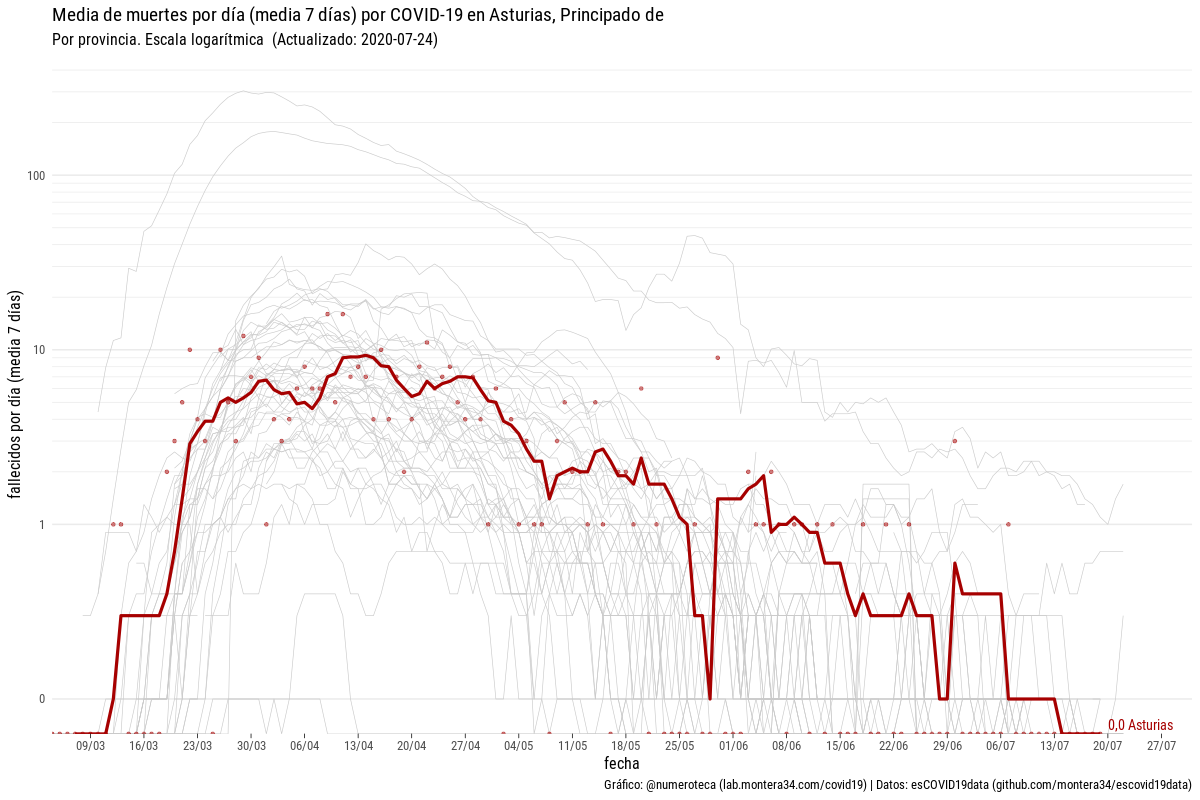 Media de muertes por día (media 7 días) por COVID-19 en Asturias, Principado de
Por provincia. Escala logarítmica (Actualizado: 2020-07-24)
fallecidos por día (media 7 días)
100
10
1
0
0,0 Asturias
09/03 16/03 23/03 30/03 06/04 13/04 20/04 27/04 04/05 11/05 18/05 25/05 01/06 08/06 15/06 22/06 29/06 06/07 13/07 20/07 27/07
fecha
Gráfico: @numeroteca (lab.montera34.com/covid19) | Datos: esCOVID19data (github.com/montera34/escovid19data)